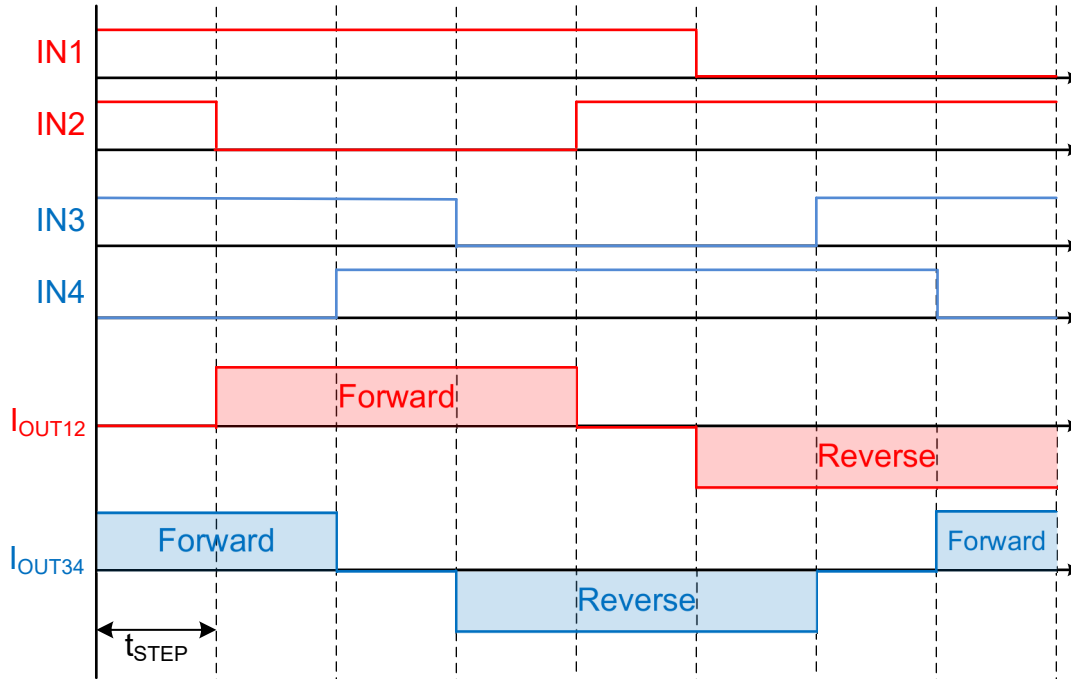 IN1
IN2
IN3
IN4
Forward
IOUT12
Reverse
Forward
Forward
IOUT34
Reverse
tSTEP